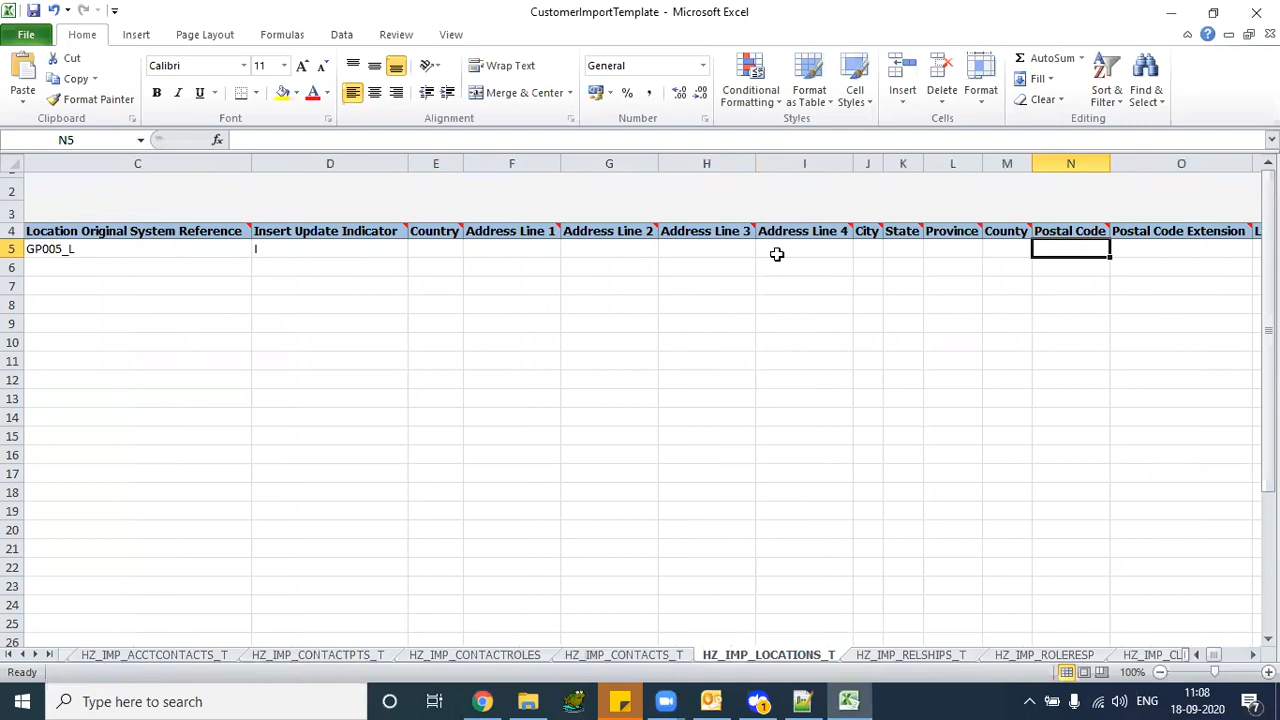 CustomerImportTemplate - Microsoft Excel
File Home Insert Page Layout Formulas Data Review View
Cut
Copy
Format Painter
Paste
Clipboard
Calibri 11
B I U
Font
Wrap Text
Merge & Center
Alignment
General
% ,
Number
Conditional Formatting
Format as Table
Cell Styles
Styles
Insert
Delete
Format
Cells
AutoSum
Fill
Clear
Sort & Filter
Find & Select
Editing
N5 fx
C D E F G H I J K L M N O
2
3
4 Location Original System Reference Insert Update Indicator Country Address Line 1 Address Line 2 Address Line 3 Address Line 4 City State Province County Postal Code Postal Code Extension L
5 GP005_L I
6
7
8
9
10
11
12
13
14
15
16
17
18
19
20
21
22
23
24
25
26
HZ_IMP_ACCTCONTACTS_T HZ_IMP_CONTACTPTS_T HZ_IMP_CONTACTROLES HZ_IMP_CONTACTS_T HZ_IMP_LOCATIONS_T HZ_IMP_RELSHIPS_T HZ_IMP_ROLERESP HZ_IMP_CL
Ready 100%
Type here to search
ENG
11:08
18-09-2020
1
7